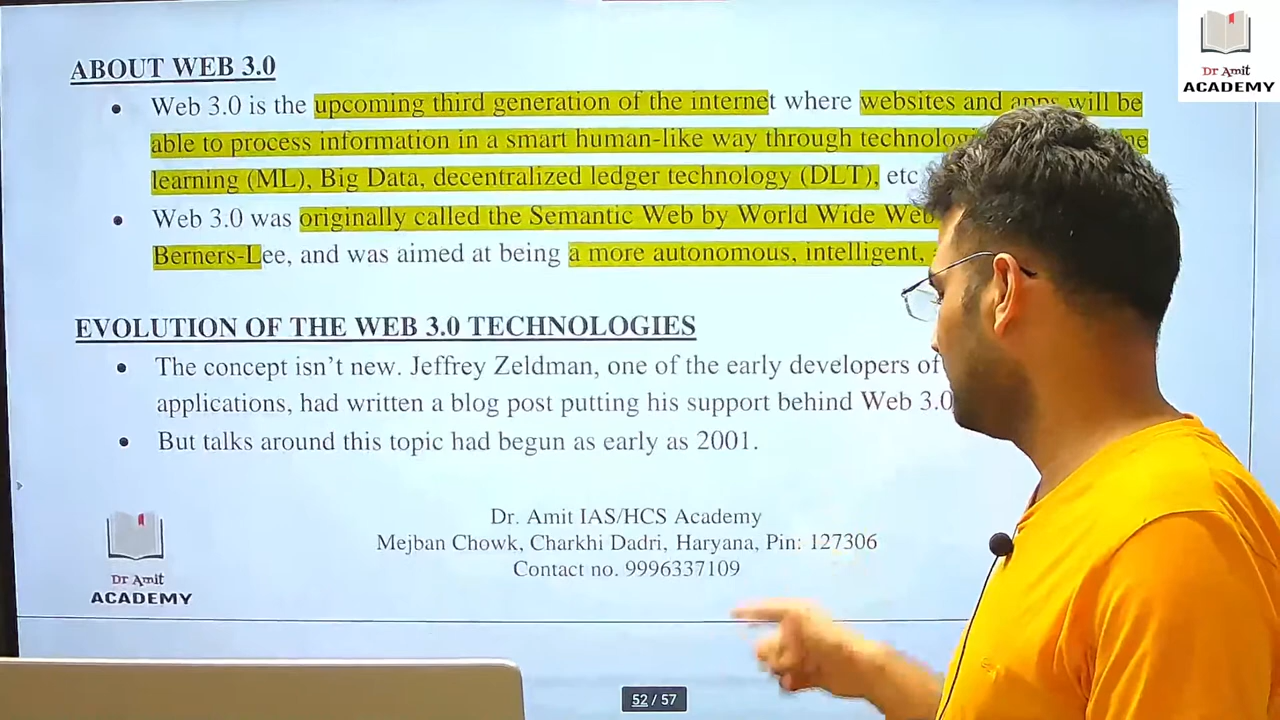 Dr Amit
ACADEMY
ABOUT WEB 3.0
• Web 3.0 is the upcoming third generation of the internet where websites and apps will be
able to process information in a smart human-like way through
learning (ML), Big Data, decentralized ledger technology (DLT), etc
• Web 3.0 was originally called the Semantic Web by World Wide Web
Berners-Lee, and was aimed at being a more autonomous, intelligent,
EVOLUTION OF THE WEB 3.0 TECHNOLOGIES
• The concept isn't new. Jeffrey Zeldman, one of the early developers of
applications, had written a blog post putting his support behind Web 3.0
• But talks around this topic had begun as early as 2001.
Dr. Amit IAS/HCS Academy
Mejban Chowk, Charkhi Dadri, Haryana, Pin: 127306
Contact no. 9996337109
Dr Amit
ACADEMY
52 / 57